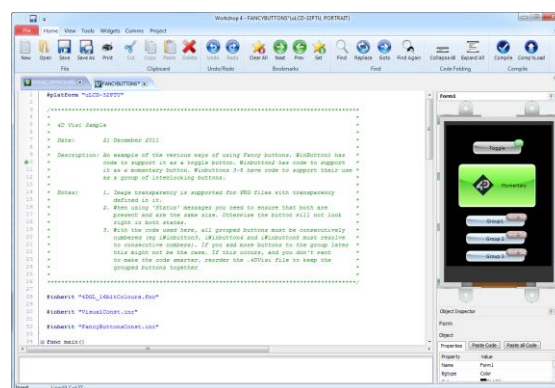 Workshop 4 - FANCYBUTTONS*(uLCD-32PTU, PORTRAIT)
File Home View Tools Widgets Comms Project
New Open Save Save As Print Cut Copy Paste Delete Undo Redo Clear All Next Prev Set Find Replace Goto Find Again Collapse All Expand All Compile Comp'nLoad
File Clipboard Undo/Redo Bookmarks Find Code Folding Compile
FANCYBUTTONS*
#platform "uLCD-32PTU"
4D Visi Sample
Date: 21 December 2011
Description: An example of the various ways of using Fancy buttons. WinButton1 has
code to support it as a toggle button. Winbutton2 has code to support
it as a momentary button. Winbuttons 3-5 have code to support their use
as a group of interlocking buttons.
Notes: 1. Image transparency is supported for PNG files with transparency
defined in it.
2. When using 'Status' messages you need to ensure that both are
present and are the same size. Otherwise the button will not look
right in both states.
3. With the code used here, all grouped buttons must be consecutively
numbered (eg iWinbutton3, iWinbutton4 and iWinbutton5 must resolve
to consecutive numbers). If you add more buttons to the group later
this might not be the case. If this occurs, and you don't want
to make the code smarter, reorder the .4DVisi file to keep the
grouped buttons together
#inherit "4DGL_16bitColours.fnc"
#inherit "VisualConst.inc"
#inherit "FancyButtonsConst.inc"
func main()
Form1
Toggle
Momentary
Group1
Group 2
Group 3
Object Inspector
Form
Object
Properties Paste Code Paste all Code
Property Value
Name Form1
Bgtype Color